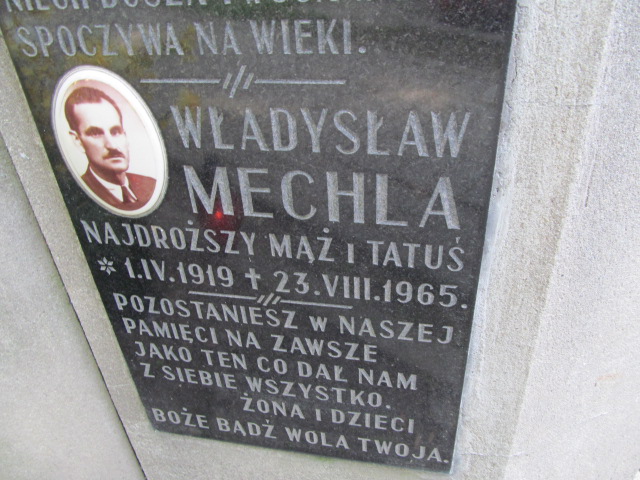 SPOCZYWA NA WIEKI.
WŁADYSŁAW
MECHLA
NAJDROŻSZY MĄŻ I TATUŚ
* 1.IV.1919 † 23.VIII.1965.
POZOSTANIESZ W NASZEJ
PAMIĘCI NA ZAWSZE
JAKO TEN CO DAŁ NAM
Z SIEBIE WSZYSTKO.
ŻONA I DZIECI
BOŻE BĄDŹ WOLA TWOJA.